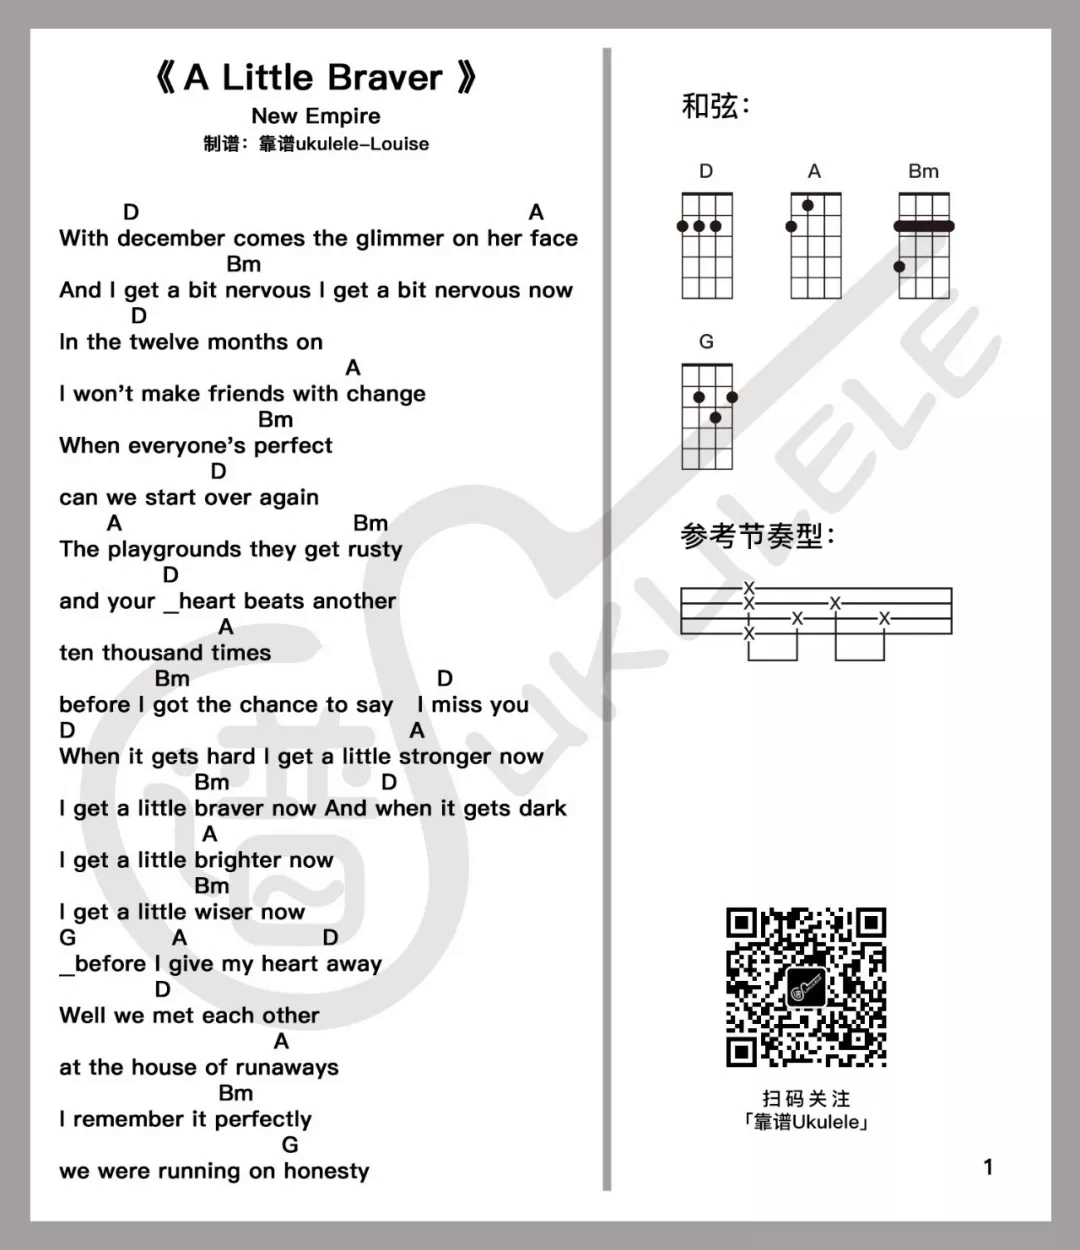 《 A Little Braver 》
New Empire
制谱：靠谱ukulele-Louise
D A
With december comes the glimmer on her face
Bm
And I get a bit nervous I get a bit nervous now
D
In the twelve months on
A
I won't make friends with change
Bm
When everyone's perfect
D
can we start over again
A Bm
The playgrounds they get rusty
D
and your _heart beats another
A
ten thousand times
Bm D
before I got the chance to say I miss you
D A
When it gets hard I get a little stronger now
Bm D
I get a little braver now And when it gets dark
A
I get a little brighter now
Bm
I get a little wiser now
G A D
_before I give my heart away
D
Well we met each other
A
at the house of runaways
Bm
I remember it perfectly
G
we were running on honesty
和弦：
D A Bm
G
参考节奏型：
X
X X
X X
X
扫码关注
「靠谱Ukulele」
1
谱
UKULELE